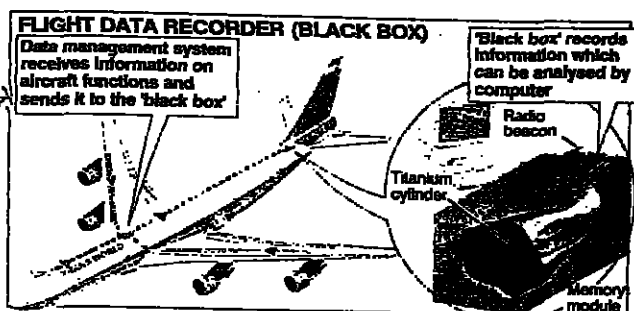 FLIGHT DATA RECORDER (BLACK BOX)
Data management system
receives information on
aircraft functions and
sends it to the 'black box'
'Black box' records
information which
can be analysed by
computer
Radio
beacon
Titanium
cylinder
Memory
module